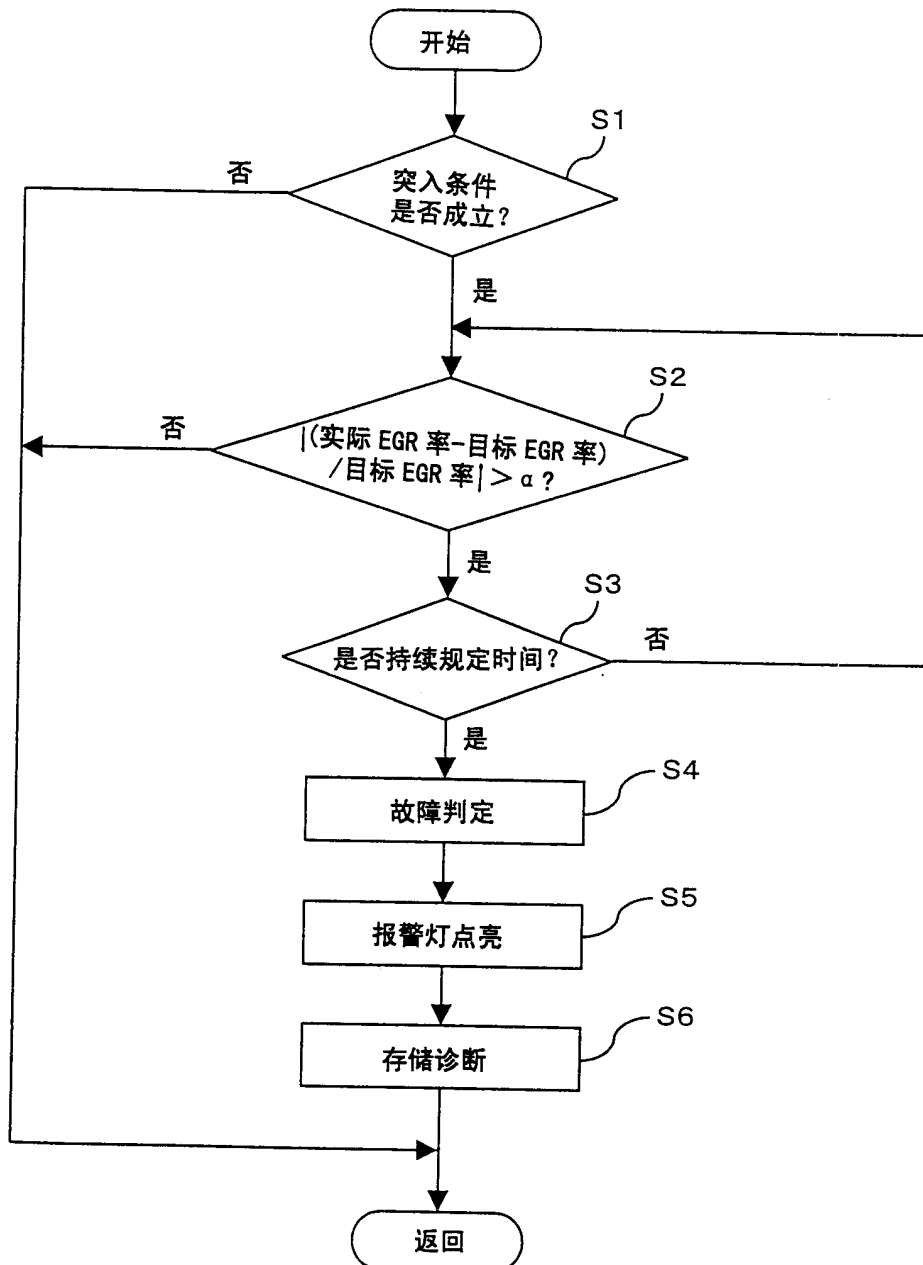 开始
S1
否
突入条件
是否成立?
是
S2
否
|(实际 EGR 率-目标 EGR 率)
/目标 EGR 率|>α?
是
S3
是否持续规定时间?
否
是
S4
故障判定
S5
报警灯点亮
S6
存储诊断
返回